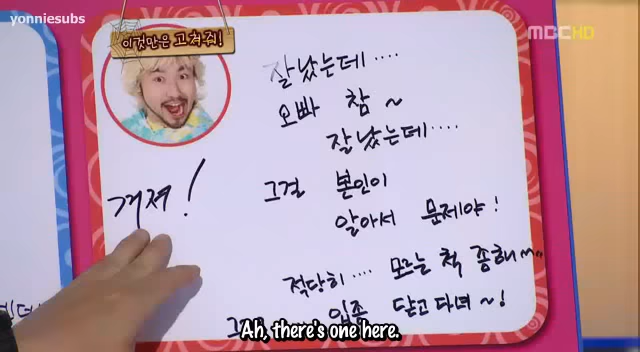 yonniesubs
이것만은 고쳐줘!
MBC HD
잘났는데....
오빠 참~
잘났는데....
그걸 본인이
알아서 문제야!
꺼져!
적당히.... 모르는 척 좀해~~
입좀 닫고 다녀~!
Ah, there's one here.